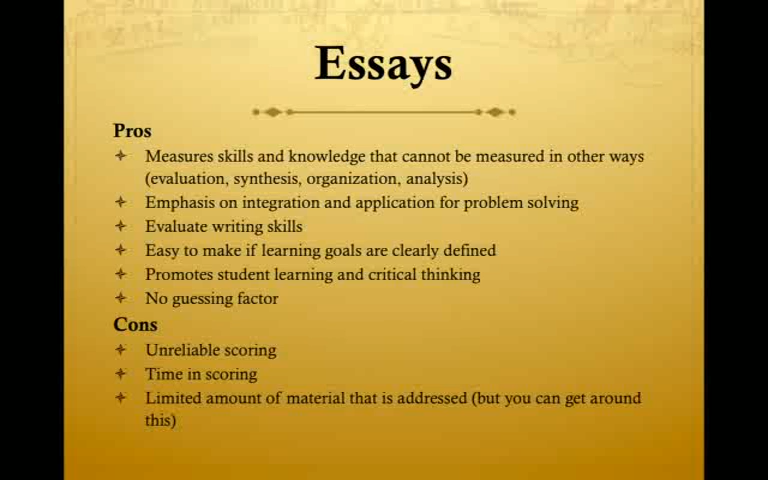 Essays
Pros
Measures skills and knowledge that cannot be measured in other ways
(evaluation, synthesis, organization, analysis)
Emphasis on integration and application for problem solving
Evaluate writing skills
Easy to make if learning goals are clearly defined
Promotes student learning and critical thinking
No guessing factor
Cons
Unreliable scoring
Time in scoring
Limited amount of material that is addressed (but you can get around
this)